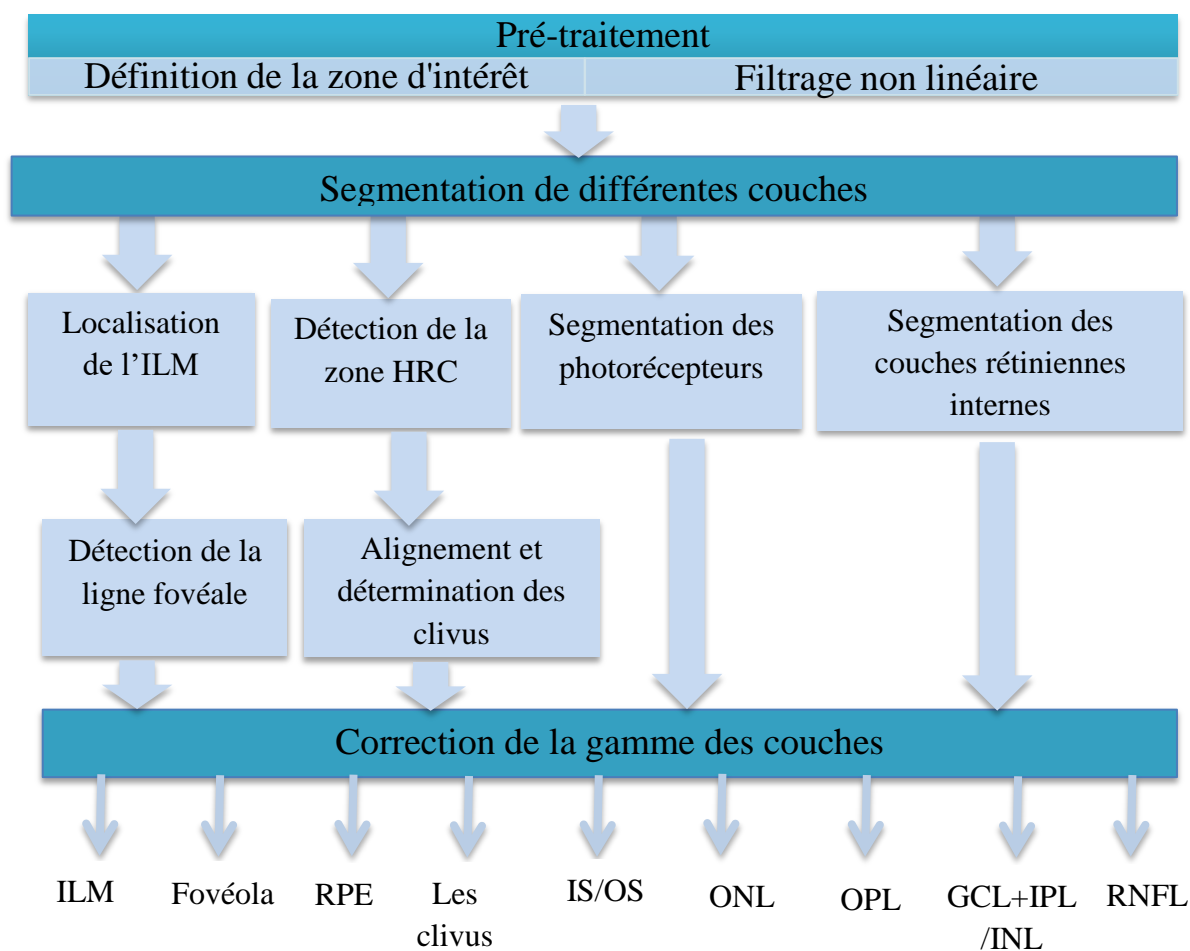 Pré-traitement
Définition de la zone d'intérêt
Filtrage non linéaire
Segmentation de différentes couches
Localisation
de l’ILM
Détection de la
zone HRC
Segmentation des
photorécepteurs
Segmentation des
couches rétiniennes
internes
Détection de la
ligne fovéale
Alignement et
détermination des
clivus
Correction de la gamme des couches
ILM
Fovéola
RPE
Les
clivus
IS/OS
ONL
OPL
GCL+IPL
/INL
RNFL